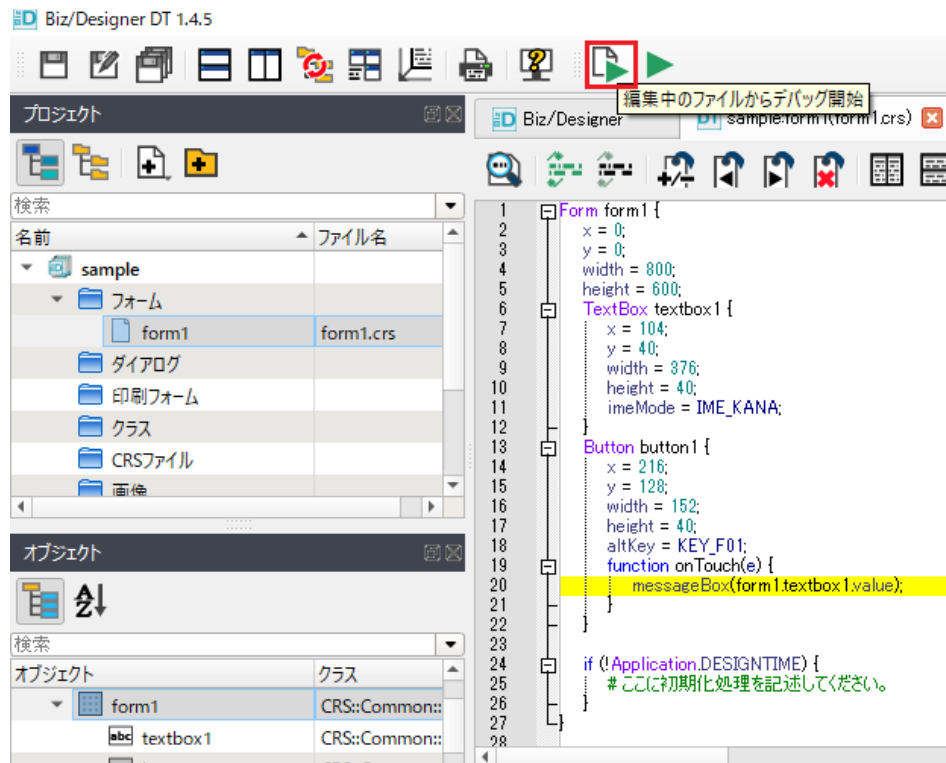 Biz/Designer DT 1.4.5
編集中のファイルからデバッグ開始
プロジェクト
検索
名前
ファイル名
sample
フォーム
form1
form1.crs
ダイアログ
印刷フォーム
クラス
CRSファイル
画像
オブジェクト
検索
オブジェクト
クラス
form1
CRS::Common::
textbox1
CRS::Common::
Biz/Designer
DT sample:form1(form1.crs)
1 Form form1 {
2 x = 0;
3 y = 0;
4 width = 800;
5 height = 600;
6 TextBox textbox1 {
7 x = 104;
8 y = 40;
9 width = 376;
10 height = 40;
11 imeMode = IME_KANA;
12 }
13 Button button1 {
14 x = 216;
15 y = 128;
16 width = 152;
17 height = 40;
18 altKey = KEY_F01;
19 function onTouch(e) {
20 messageBox(form1.textbox1.value);
21 }
22 }
23
24 if (!Application.DESIGNTIME) {
25 # ここに初期化処理を記述してください。
26 }
27 }
28